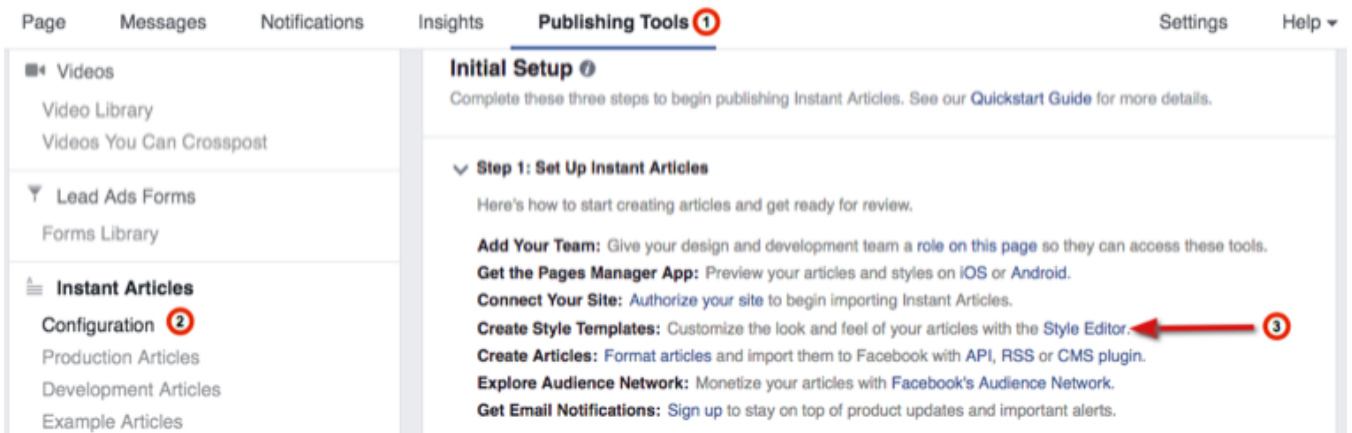 Page Messages Notifications Insights Publishing Tools 1 Settings Help
Videos
Video Library
Videos You Can Crosspost
Lead Ads Forms
Forms Library
Instant Articles
Configuration 2
Production Articles
Development Articles
Example Articles
Initial Setup i
Complete these three steps to begin publishing Instant Articles. See our Quickstart Guide for more details.
Step 1: Set Up Instant Articles
Here's how to start creating articles and get ready for review.
Add Your Team: Give your design and development team a role on this page so they can access these tools.
Get the Pages Manager App: Preview your articles and styles on iOS or Android.
Connect Your Site: Authorize your site to begin importing Instant Articles.
Create Style Templates: Customize the look and feel of your articles with the Style Editor. 3
Create Articles: Format articles and import them to Facebook with API, RSS or CMS plugin.
Explore Audience Network: Monetize your articles with Facebook's Audience Network.
Get Email Notifications: Sign up to stay on top of product updates and important alerts.